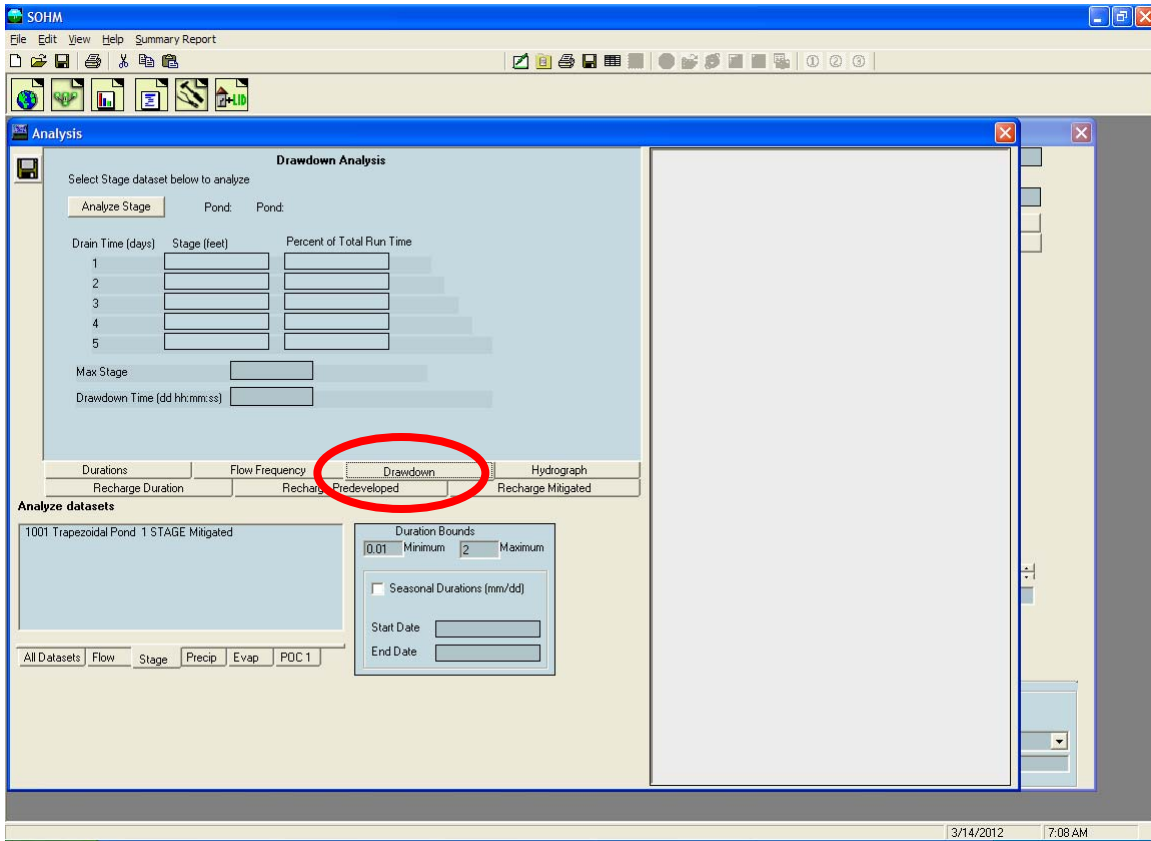 SOHM
File Edit View Help Summary Report
① ② ③
+LID
Analysis
Drawdown Analysis
Select Stage dataset below to analyze
Analyze Stage Pond: Pond:
Drain Time (days) Stage (feet) Percent of Total Run Time
1
2
3
4
5
Max Stage
Drawdown Time (dd hh:mm:ss)
Durations Flow Frequency Drawdown Hydrograph
Recharge Duration Recharge Predeveloped Recharge Mitigated
Analyze datasets
1001 Trapezoidal Pond 1 STAGE Mitigated
Duration Bounds
0.01 Minimum 2 Maximum
Seasonal Durations (mm/dd)
Start Date
End Date
All Datasets Flow Stage Precip Evap POC 1
3/14/2012 7:08 AM